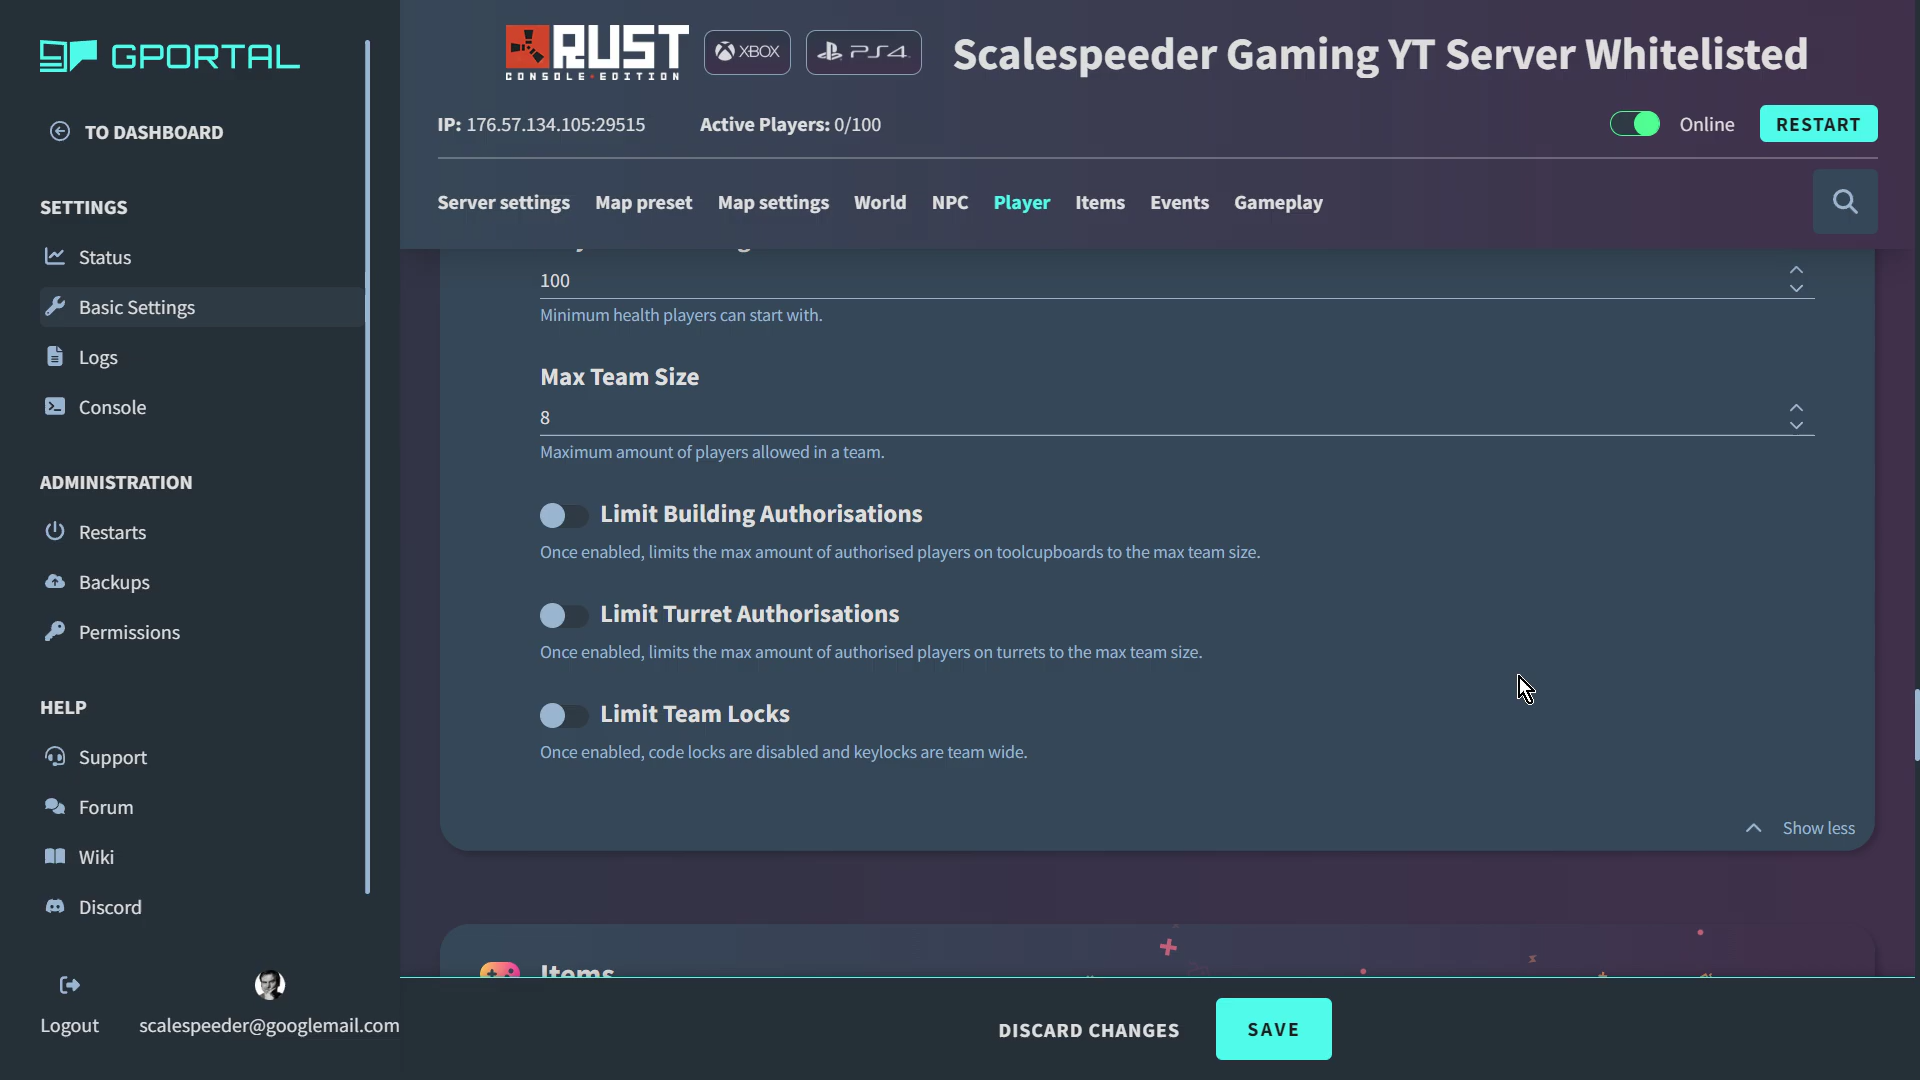 GPORTAL
TO DASHBOARD
SETTINGS
Status
Basic Settings
Logs
Console
ADMINISTRATION
Restarts
Backups
Permissions
HELP
Support
Forum
Wiki
Discord
Logout
scalespeeder@googlemail.com
RUST
CONSOLE EDITION
XBOX
PS4
Scalespeeder Gaming YT Server Whitelisted
IP: 176.57.134.105:29515
Active Players: 0/100
Online
RESTART
Server settings
Map preset
Map settings
World
NPC
Player
Items
Events
Gameplay
100
Minimum health players can start with.
Max Team Size
8
Maximum amount of players allowed in a team.
Limit Building Authorisations
Once enabled, limits the max amount of authorised players on toolcupboards to the max team size.
Limit Turret Authorisations
Once enabled, limits the max amount of authorised players on turrets to the max team size.
Limit Team Locks
Once enabled, code locks are disabled and keylocks are team wide.
Show less
Items
DISCARD CHANGES
SAVE